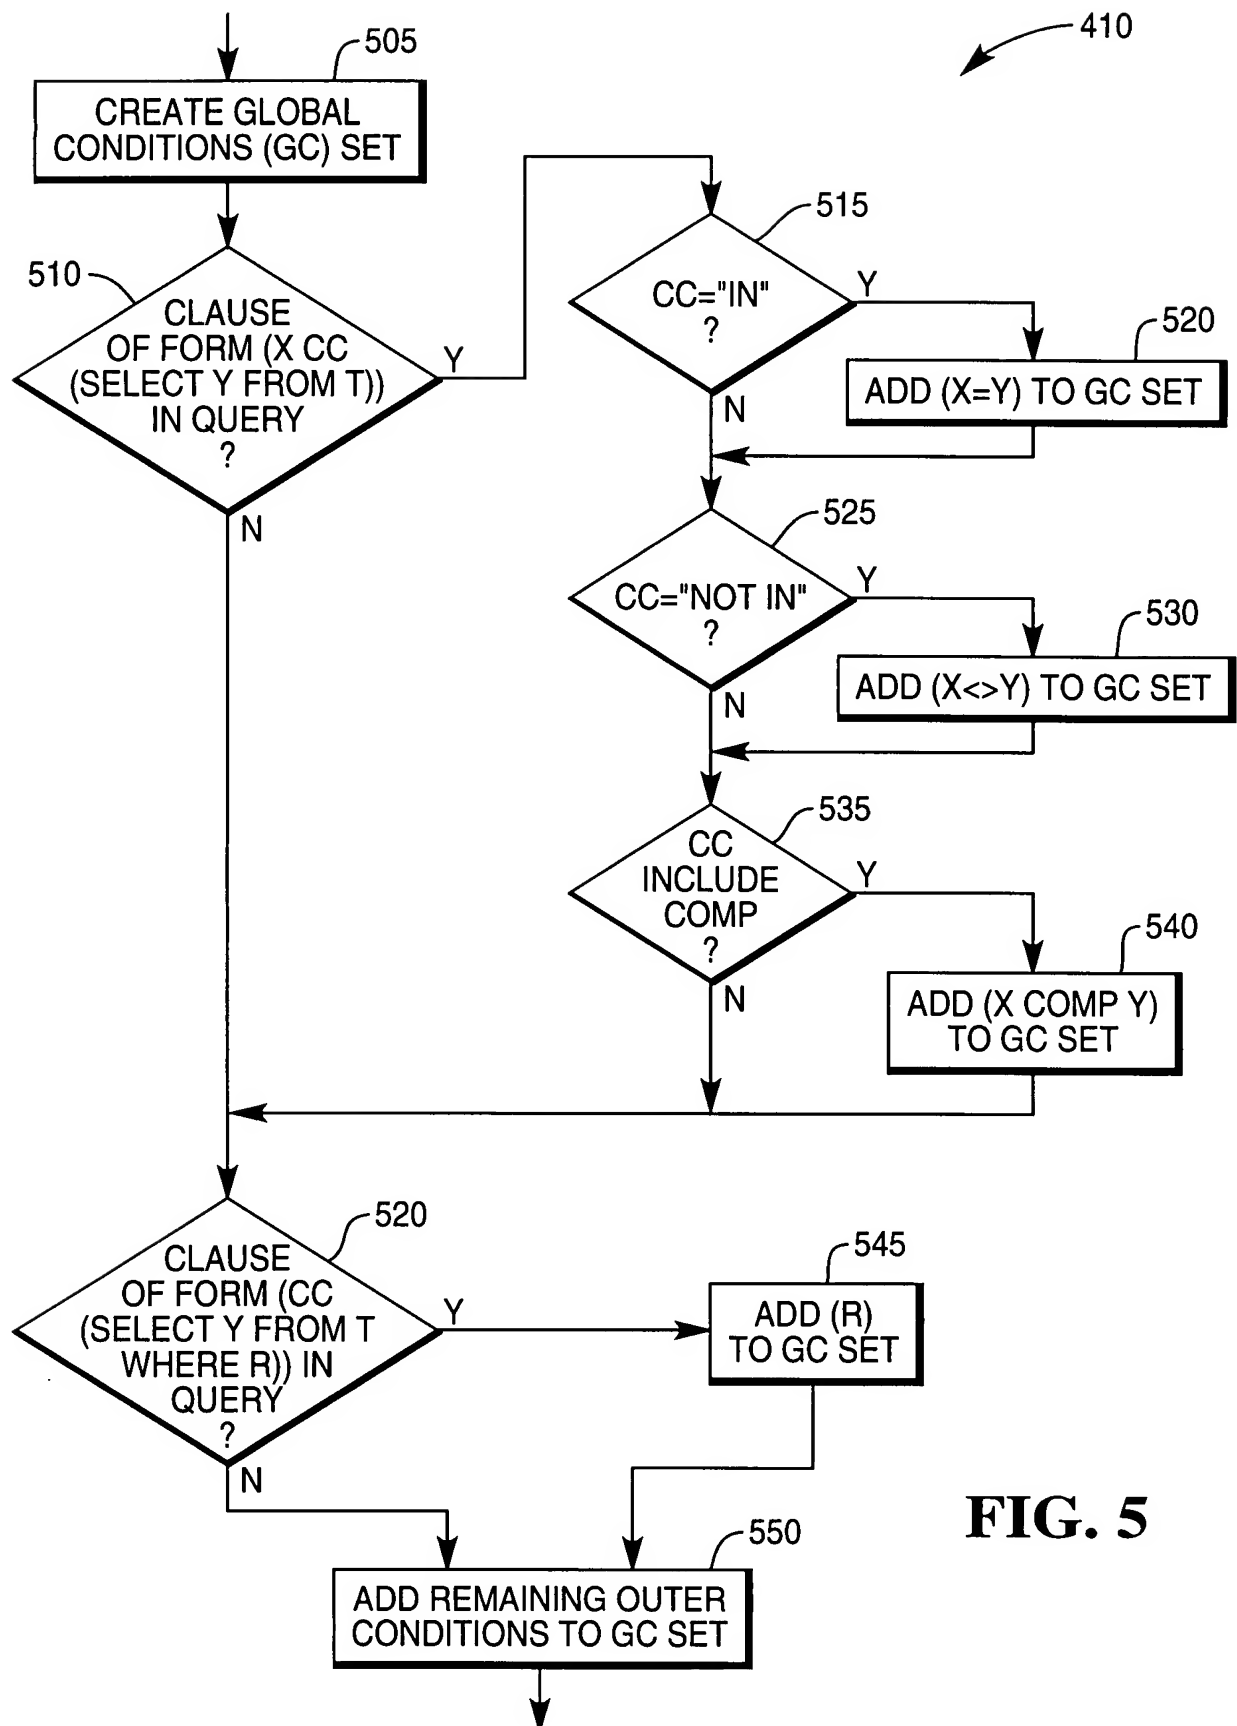 410
505
CREATE GLOBAL
CONDITIONS (GC) SET
510
CLAUSE
OF FORM (X CC
(SELECT Y FROM T))
IN QUERY
?
Y
N
515
CC="IN"
?
Y
N
520
ADD (X=Y) TO GC SET
525
CC="NOT IN"
?
Y
N
530
ADD (X<>Y) TO GC SET
535
CC
INCLUDE
COMP
?
Y
N
540
ADD (X COMP Y)
TO GC SET
520
CLAUSE
OF FORM (CC
(SELECT Y FROM T
WHERE R)) IN
QUERY
?
Y
N
545
ADD (R)
TO GC SET
550
ADD REMAINING OUTER
CONDITIONS TO GC SET
FIG. 5